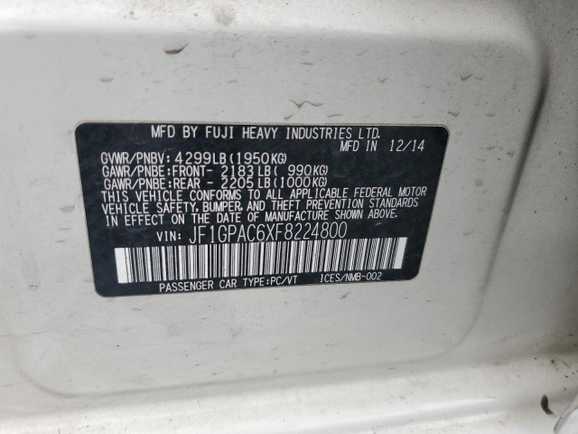 MFD BY FUJI HEAVY INDUSTRIES LTD.
MFD IN 12/14
GVWR/PNBV: 4299LB(1950KG)
GAWR/PNBE:FRONT- 2183LB( 990KG)
GAWR/PNBE:REAR - 2205LB(1000KG)
THIS VEHICLE CONFORMS TO ALL APPLICABLE FEDERAL MOTOR
VEHICLE SAFETY, BUMPER, AND THEFT PREVENTION STANDARDS
IN EFFECT ON THE DATE OF MANUFACTURE SHOWN ABOVE.
VIN: JF1GPAC6XF8224800
PASSENGER CAR TYPE:PC/VT ICES/NMB-002